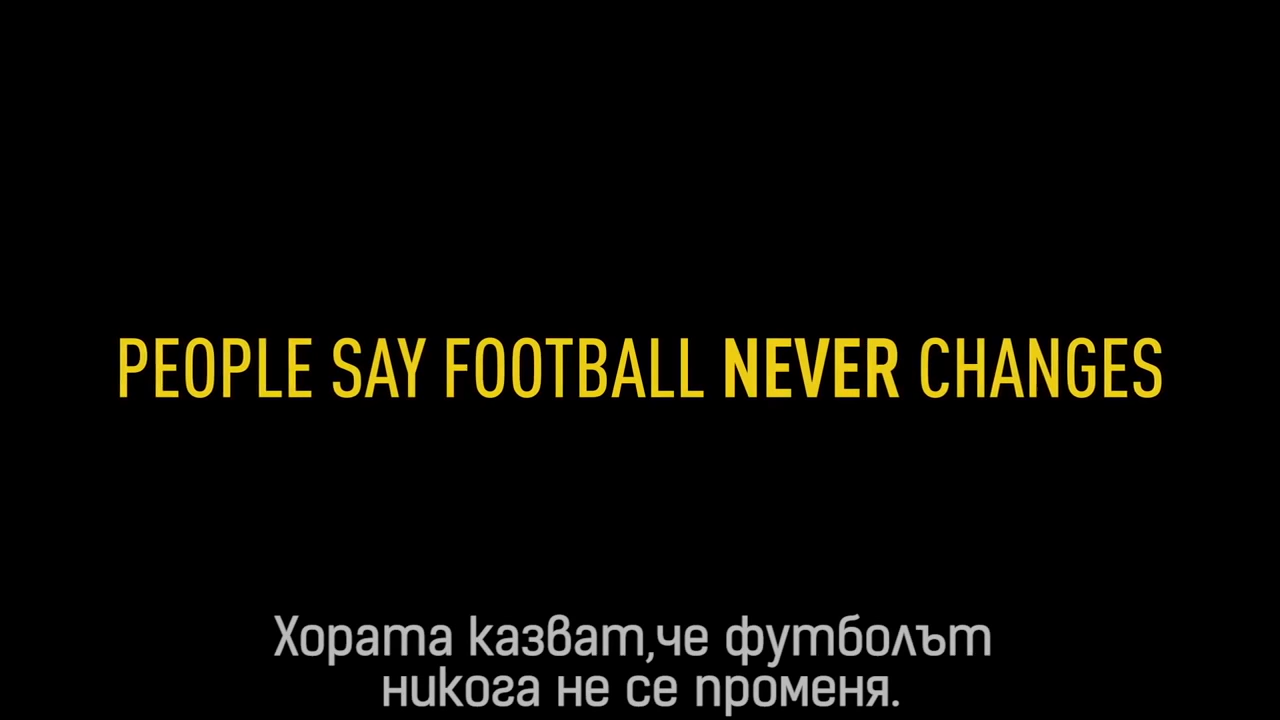 PEOPLE SAY FOOTBALL NEVER CHANGES
Хората казват,че футболът
никога не се променя.